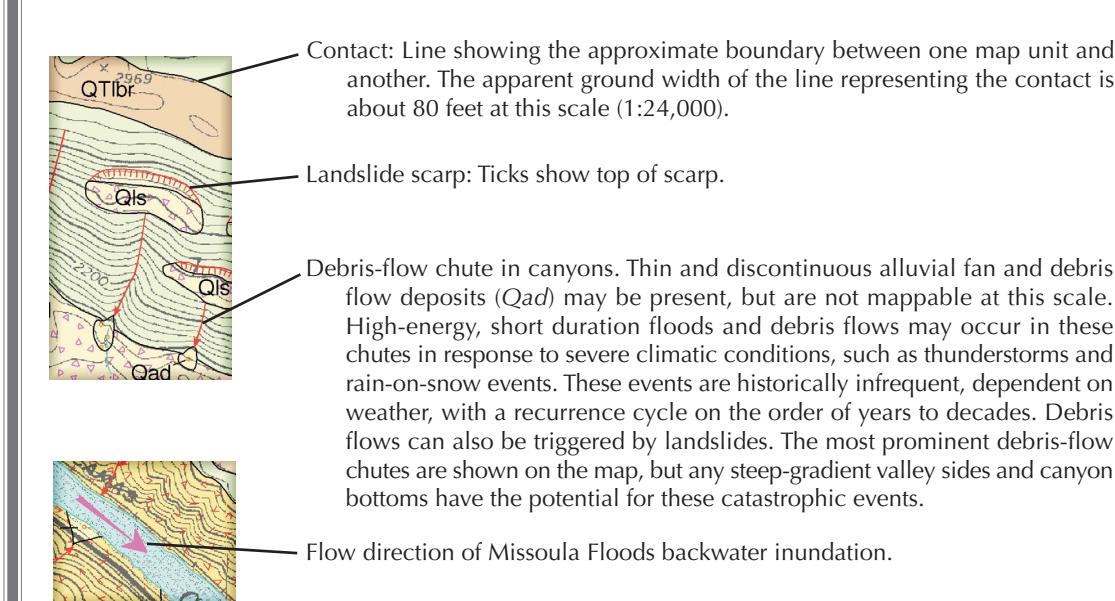 Contact: Line showing the approximate boundary between one map unit and
another. The apparent ground width of the line representing the contact is
about 80 feet at this scale (1:24,000).
2969
QTlbr
Landslide scarp: Ticks show top of scarp.
Qls
Debris-flow chute in canyons. Thin and discontinuous alluvial fan and debris
flow deposits (Qad) may be present, but are not mappable at this scale.
High-energy, short duration floods and debris flows may occur in these
chutes in response to severe climatic conditions, such as thunderstorms and
rain-on-snow events. These events are historically infrequent, dependent on
weather, with a recurrence cycle on the order of years to decades. Debris
flows can also be triggered by landslides. The most prominent debris-flow
chutes are shown on the map, but any steep-gradient valley sides and canyon
bottoms have the potential for these catastrophic events.
2200
Qls
Qad
Flow direction of Missoula Floods backwater inundation.